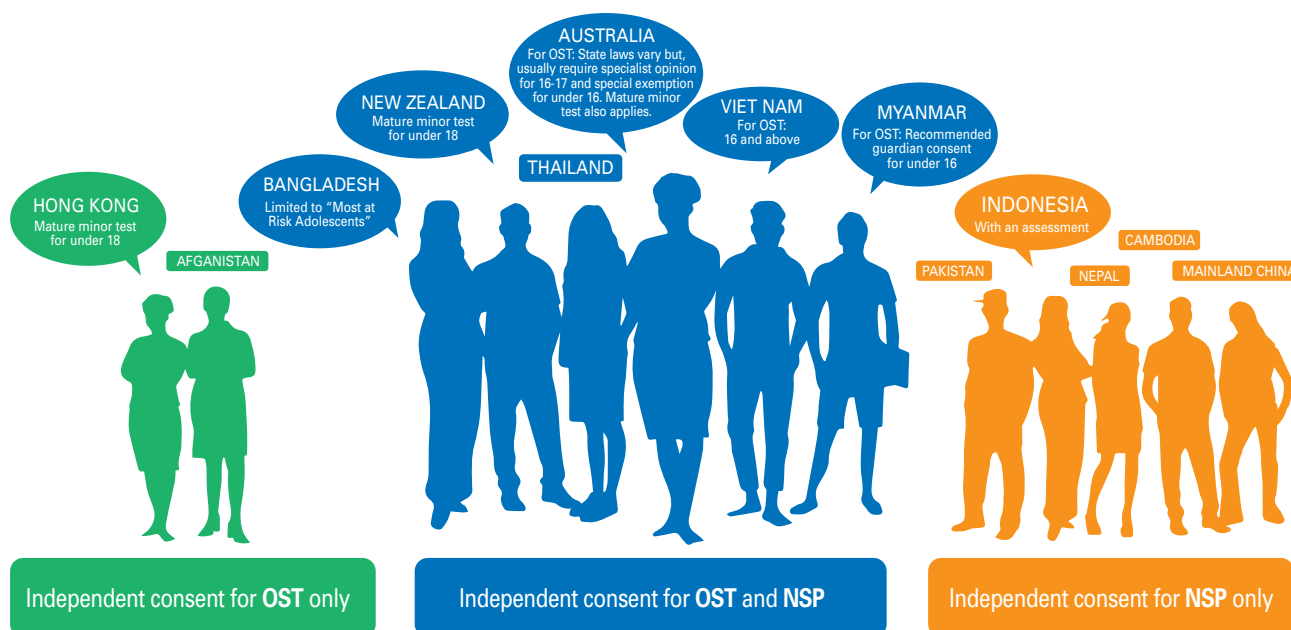 HONG KONG
Mature minor test
for under 18
AFGANISTAN
BANGLADESH
Limited to “Most at
Risk Adolescents”
NEW ZEALAND
Mature minor test
for under 18
AUSTRALIA
For OST: State laws vary but,
usually require specialist opinion
for 16-17 and special exemption
for under 16. Mature minor
test also applies.
THAILAND
VIET NAM
For OST:
16 and above
MYANMAR
For OST: Recommended
guardian consent
for under 16
PAKISTAN
INDONESIA
With an assessment
NEPAL
CAMBODIA
MAINLAND CHINA
Independent consent for OST only
Independent consent for OST and NSP
Independent consent for NSP only